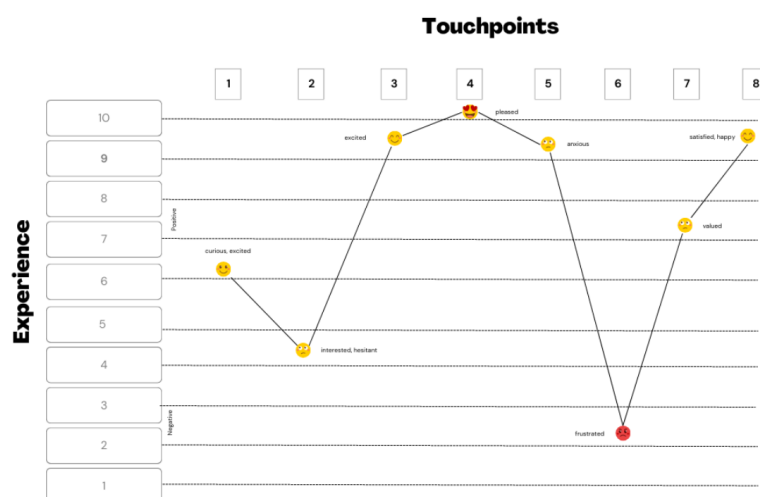 Touchpoints
1 2 3 4 5 6 7 8
Experience
10
9
8
7
6
5
4
3
2
1
Positive
Negative
curious, excited
interested, hesitant
excited
pleased
anxious
frustrated
valued
satisfied, happy